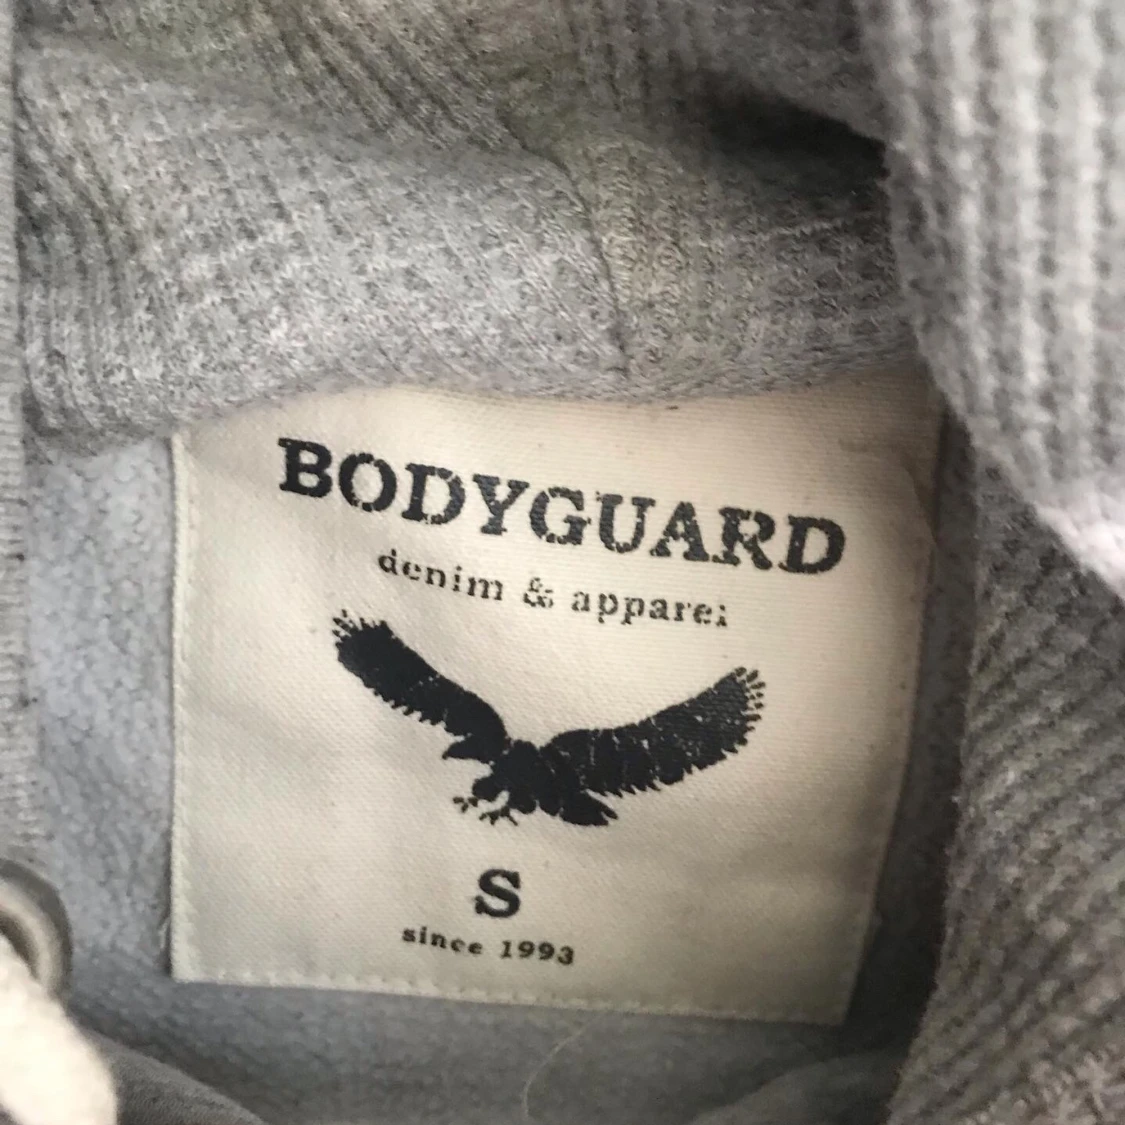 BODYGUARD
denim & apparel
S
since 1993